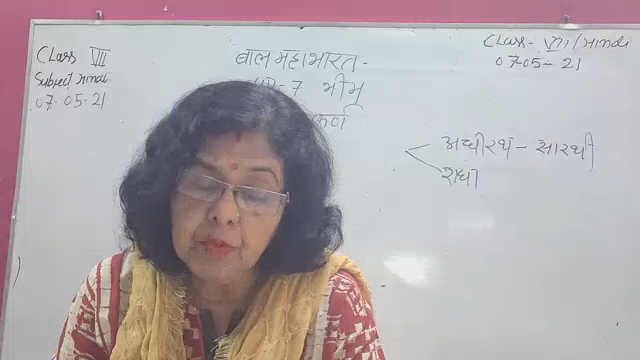 Class VII
Subject Hindi
07-05-21
बाल महाभारत -
7 भीम
कर्ण
Class - VII / Hindi
07-05-21
अधीरथ - सारथी
राधा